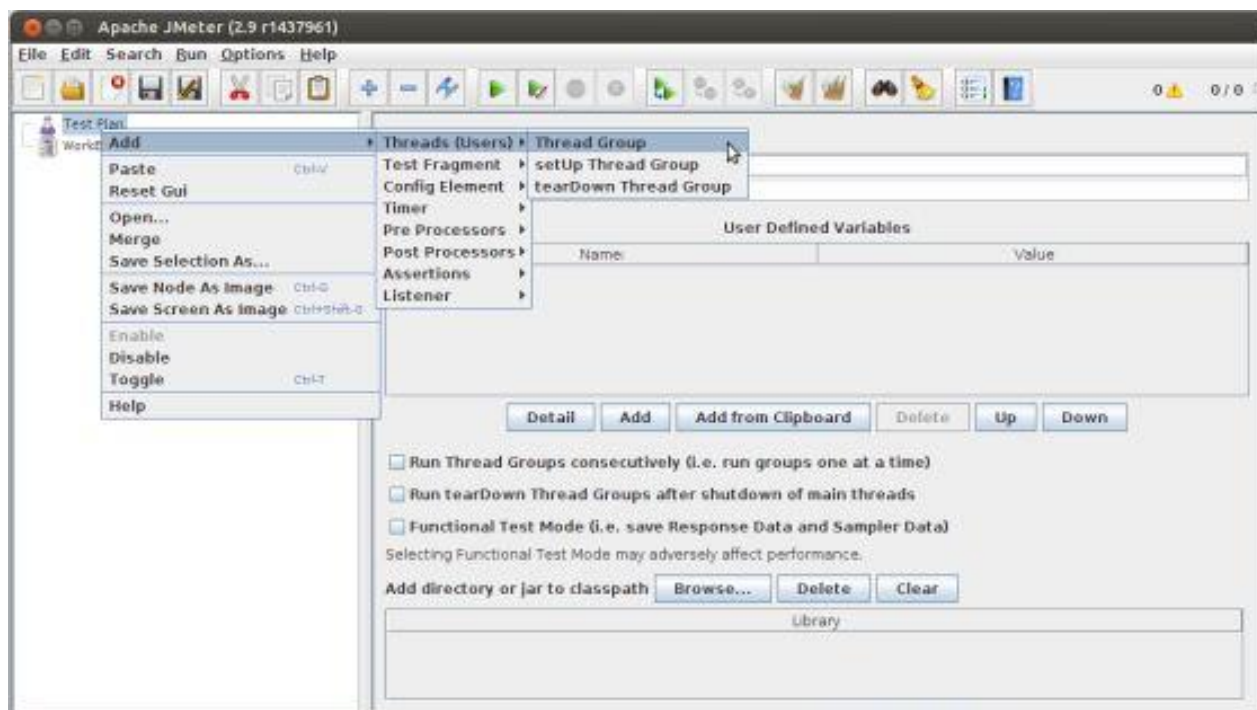 Apache JMeter (2.9 r1437961)
File Edit Search Run Options Help
0 0/0
Test Plan
Add Threads (Users) Thread Group
Paste Ctrl-V Test Fragment setUp Thread Group
Reset Gui Config Element tearDown Thread Group
Open... Timer
Merge Pre Processors User Defined Variables
Save Selection As... Post Processors Name: Value
Assertions
Save Node As Image Ctrl-G Listener
Save Screen As Image Ctrl+Shift-G
Enable
Disable
Toggle Ctrl-T
Help
Detail Add Add from Clipboard Delete Up Down
Run Thread Groups consecutively (i.e. run groups one at a time)
Run tearDown Thread Groups after shutdown of main threads
Functional Test Mode (i.e. save Response Data and Sampler Data)
Selecting Functional Test Mode may adversely affect performance.
Add directory or jar to classpath Browse... Delete Clear
Library